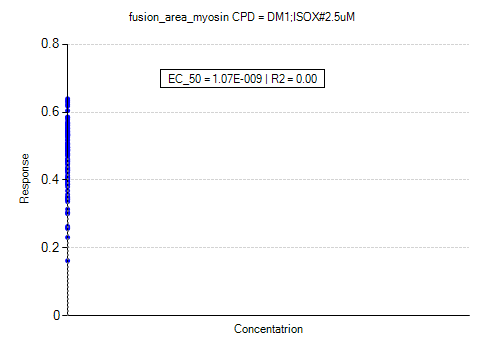 fusion_area_myosin CPD = DM1;ISOX#2.5uM
0.8
EC_50 = 1.07E-009 | R2 = 0.00
0.6
0.4
0.2
0
Response
Concentatrion